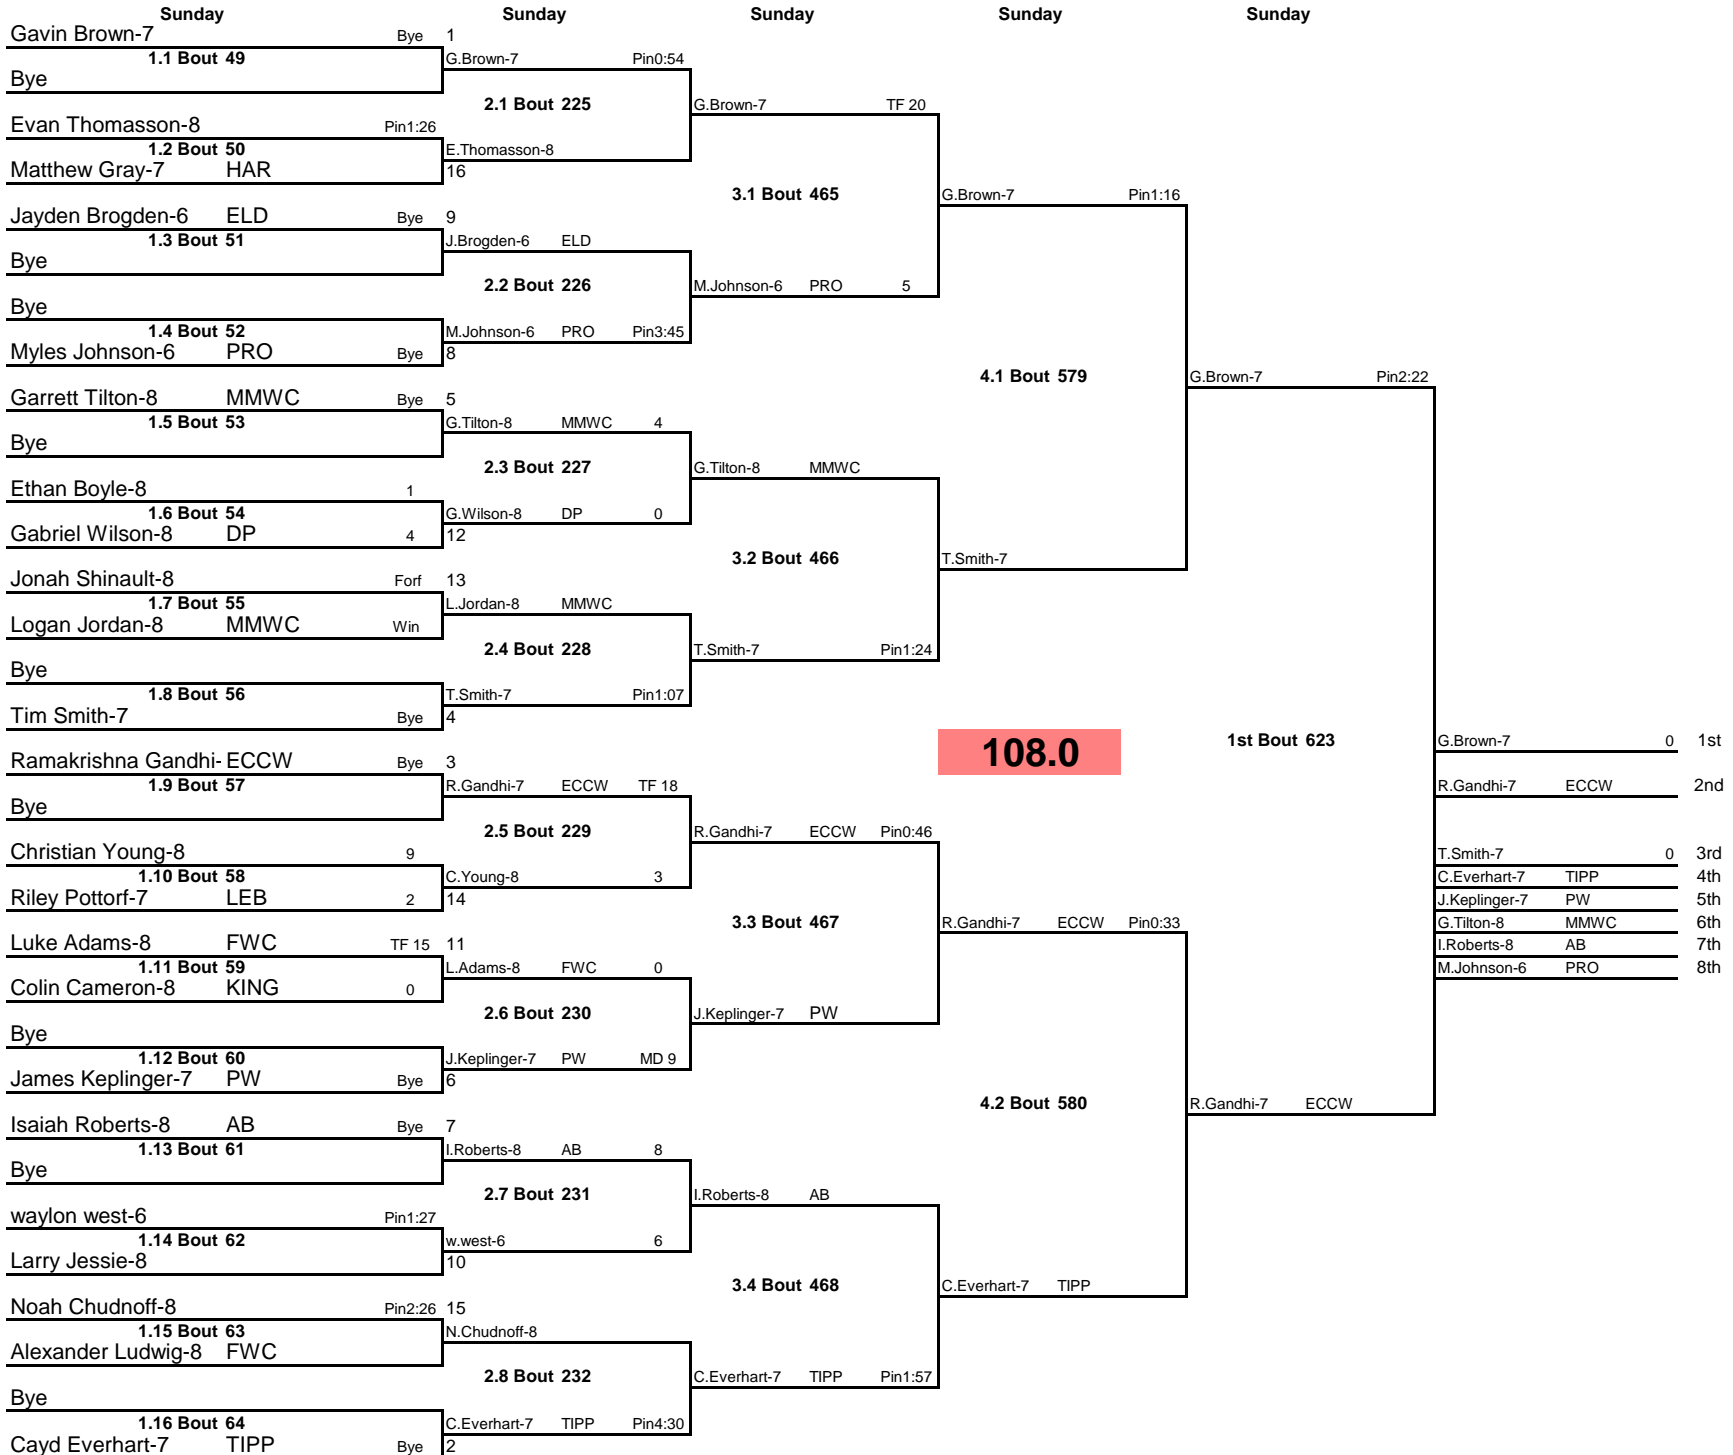 Sunday Sunday Sunday Sunday Sunday
Gavin Brown-7 Bye 1
1.1 Bout 49 G.Brown-7 Pin0:54
Bye
2.1 Bout 225 G.Brown-7 TF 20
Evan Thomasson-8 Pin1:26
1.2 Bout 50 E.Thomasson-8
Matthew Gray-7 HAR 16
3.1 Bout 465 G.Brown-7 Pin1:16
Jayden Brogden-6 ELD Bye 9
1.3 Bout 51 J.Brogden-6 ELD
Bye
2.2 Bout 226 M.Johnson-6 PRO 5
Bye
1.4 Bout 52 M.Johnson-6 PRO Pin3:45
Myles Johnson-6 PRO Bye 8
4.1 Bout 579 G.Brown-7 Pin2:22
Garrett Tilton-8 MMWC Bye 5
1.5 Bout 53 G.Tilton-8 MMWC 4
Bye
2.3 Bout 227 G.Tilton-8 MMWC
Ethan Boyle-8 1
1.6 Bout 54 G.Wilson-8 DP 0
Gabriel Wilson-8 DP 4 12
3.2 Bout 466 T.Smith-7
Jonah Shinault-8 Forf 13
1.7 Bout 55 L.Jordan-8 MMWC
Logan Jordan-8 MMWC Win
2.4 Bout 228 T.Smith-7 Pin1:24
Bye
1.8 Bout 56 T.Smith-7 Pin1:07
Tim Smith-7 Bye 4
108.0 1st Bout 623 G.Brown-7 0 1st
Ramakrishna Gandhi- ECCW Bye 3
1.9 Bout 57 R.Gandhi-7 ECCW TF 18 R.Gandhi-7 ECCW 2nd
Bye
2.5 Bout 229 R.Gandhi-7 ECCW Pin0:46
Christian Young-8 9 T.Smith-7 0 3rd
1.10 Bout 58 C.Young-8 3 C.Everhart-7 TIPP 4th
Riley Pottorf-7 LEB 2 14 J.Keplinger-7 PW 5th
3.3 Bout 467 R.Gandhi-7 ECCW Pin0:33 G.Tilton-8 MMWC 6th
Luke Adams-8 FWC TF 15 11 I.Roberts-8 AB 7th
1.11 Bout 59 L.Adams-8 FWC 0 M.Johnson-6 PRO 8th
Colin Cameron-8 KING 0
2.6 Bout 230 J.Keplinger-7 PW
Bye
1.12 Bout 60 J.Keplinger-7 PW MD 9
James Keplinger-7 PW Bye 6
4.2 Bout 580 R.Gandhi-7 ECCW
Isaiah Roberts-8 AB Bye 7
1.13 Bout 61 I.Roberts-8 AB 8
Bye
2.7 Bout 231 I.Roberts-8 AB
waylon west-6 Pin1:27
1.14 Bout 62 w.west-6 6
Larry Jessie-8 10
3.4 Bout 468 C.Everhart-7 TIPP
Noah Chudnoff-8 Pin2:26 15
1.15 Bout 63 N.Chudnoff-8
Alexander Ludwig-8 FWC
2.8 Bout 232 C.Everhart-7 TIPP Pin1:57
Bye
1.16 Bout 64 C.Everhart-7 TIPP Pin4:30
Cayd Everhart-7 TIPP Bye 2